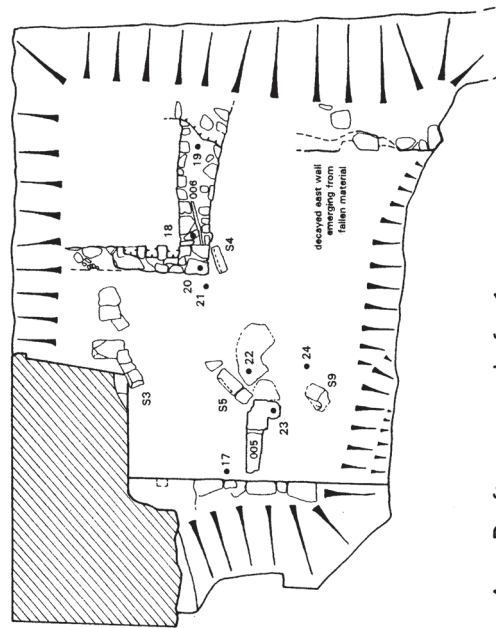 decayed east wall
emerging from
fallen material
19
006
18
S4
20
21
S3
22
24
S5
S9
23
005
17